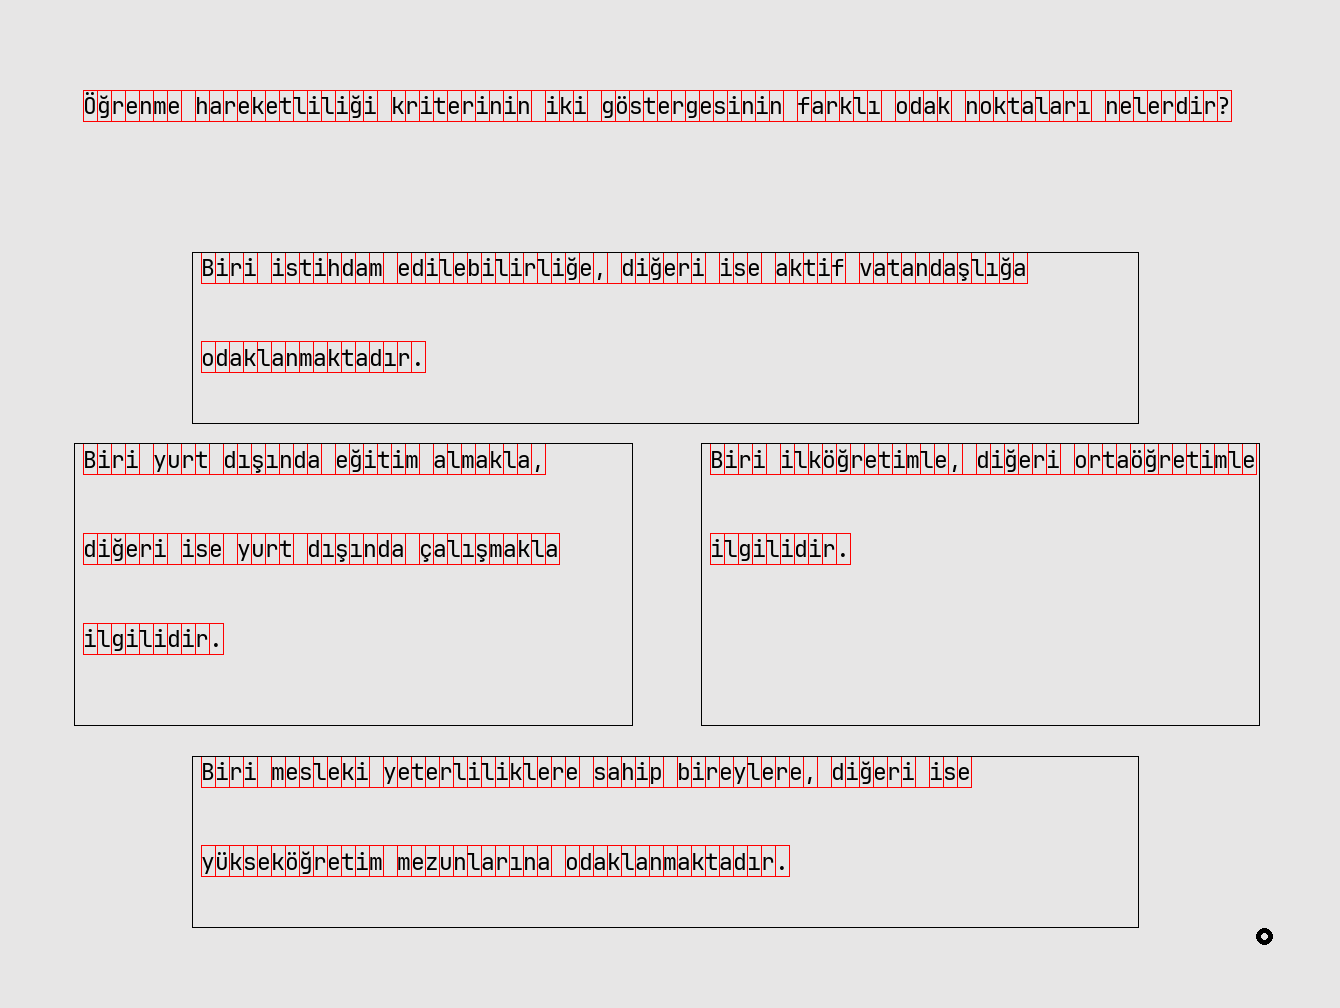 Öğrenme hareketliliği kriterinin iki göstergesinin farklı odak noktaları nelerdir?
Biri istihdam edilebilirliğe, diğeri ise aktif vatandaşlığa
odaklanmaktadır.
Biri yurt dışında eğitim almakla,
diğeri ise yurt dışında çalışmakla
ilgilidir.
Biri ilköğretimle, diğeri ortaöğretimle
ilgilidir.
Biri mesleki yeterliliklere sahip bireylere, diğeri ise
yükseköğretim mezunlarına odaklanmaktadır.